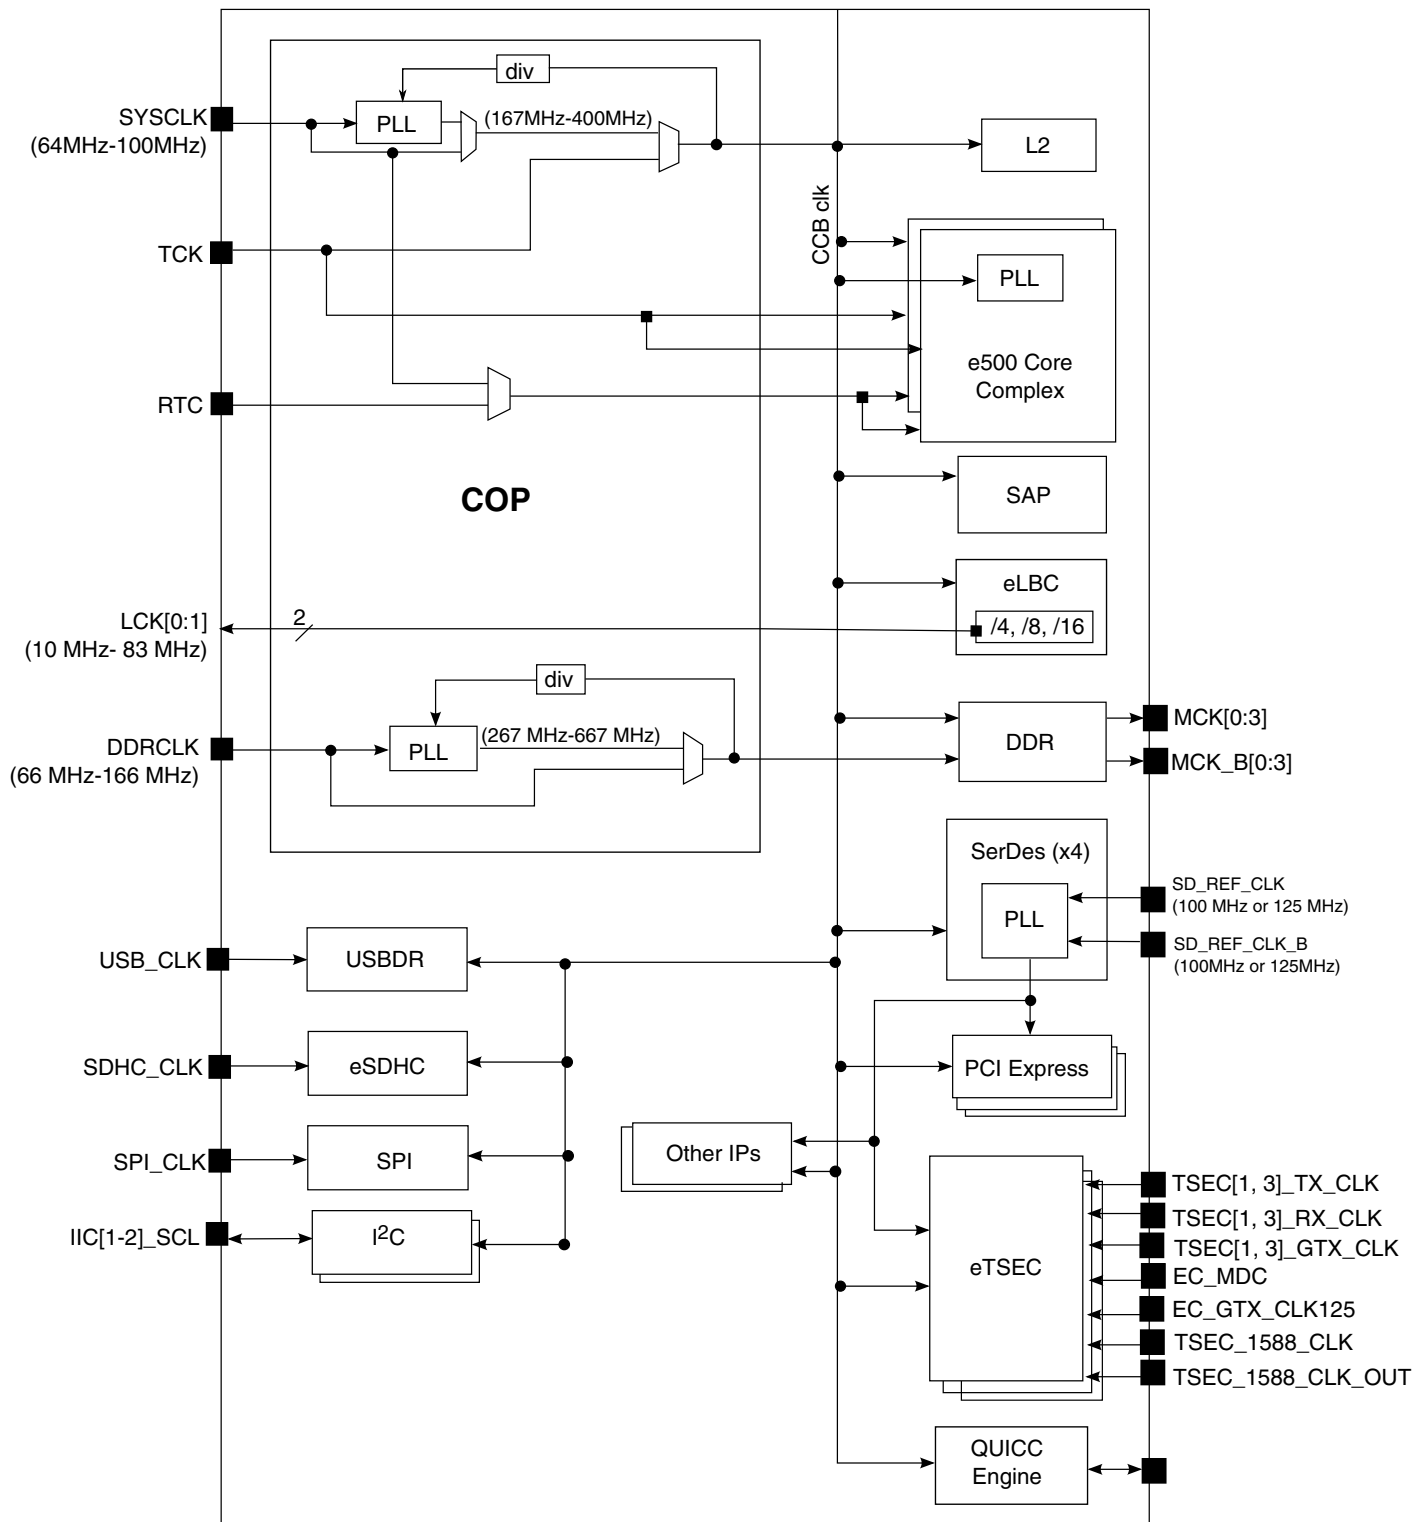 div
SYSCLK
(64MHz-100MHz)
PLL
(167MHz-400MHz)
L2
CCB clk
TCK
PLL
e500 Core
Complex
RTC
COP
SAP
eLBC
/4, /8, /16
LCK[0:1]
(10 MHz- 83 MHz)
2
div
DDRCLK
(66 MHz-166 MHz)
PLL
(267 MHz-667 MHz)
DDR
MCK[0:3]
MCK_B[0:3]
SerDes (x4)
PLL
SD_REF_CLK
(100 MHz or 125 MHz)
SD_REF_CLK_B
(100MHz or 125MHz)
USB_CLK
USBDR
SDHC_CLK
eSDHC
PCI Express
SPI_CLK
SPI
Other IPs
IIC[1-2]_SCL
I2C
eTSEC
TSEC[1, 3]_TX_CLK
TSEC[1, 3]_RX_CLK
TSEC[1, 3]_GTX_CLK
EC_MDC
EC_GTX_CLK125
TSEC_1588_CLK
TSEC_1588_CLK_OUT
QUICC
Engine